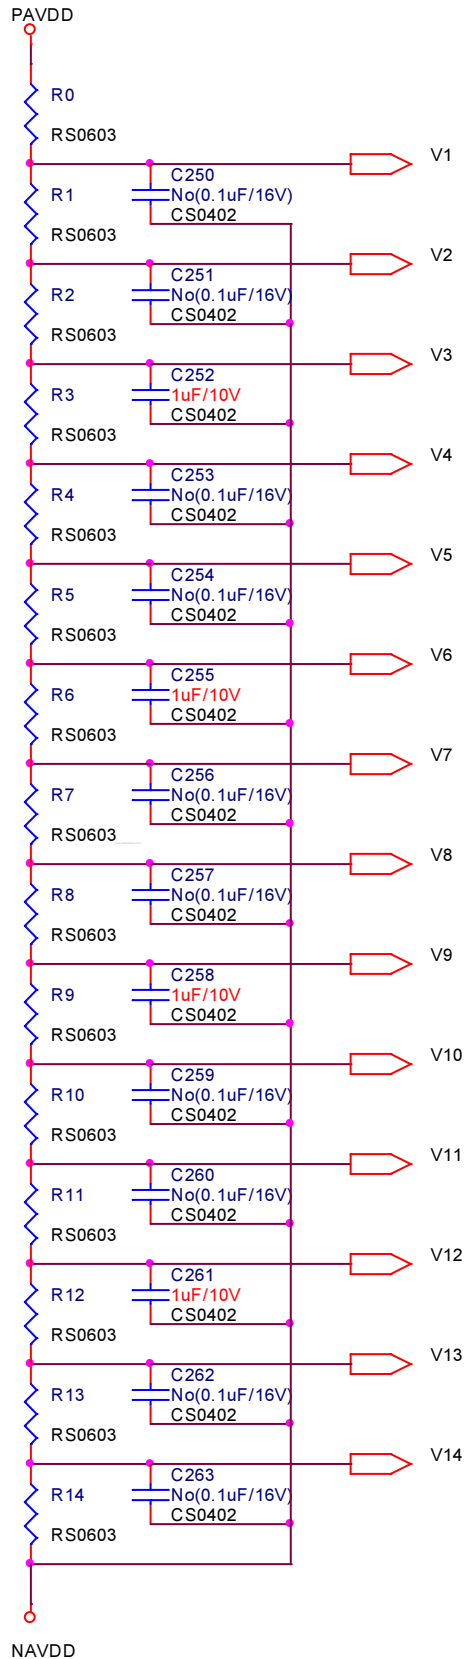 PAVDD
R0
RS0603
V1
C250
No(0.1uF/16V)
CS0402
R1
RS0603
V2
C251
No(0.1uF/16V)
CS0402
R2
RS0603
V3
C252
1uF/10V
CS0402
R3
RS0603
V4
C253
No(0.1uF/16V)
CS0402
R4
RS0603
V5
C254
No(0.1uF/16V)
CS0402
R5
RS0603
V6
C255
1uF/10V
CS0402
R6
RS0603
V7
C256
No(0.1uF/16V)
CS0402
R7
RS0603
V8
C257
No(0.1uF/16V)
CS0402
R8
RS0603
V9
C258
1uF/10V
CS0402
R9
RS0603
V10
C259
No(0.1uF/16V)
CS0402
R10
RS0603
V11
C260
No(0.1uF/16V)
CS0402
R11
RS0603
V12
C261
1uF/10V
CS0402
R12
RS0603
V13
C262
No(0.1uF/16V)
CS0402
R13
RS0603
V14
C263
No(0.1uF/16V)
CS0402
R14
RS0603
NAVDD